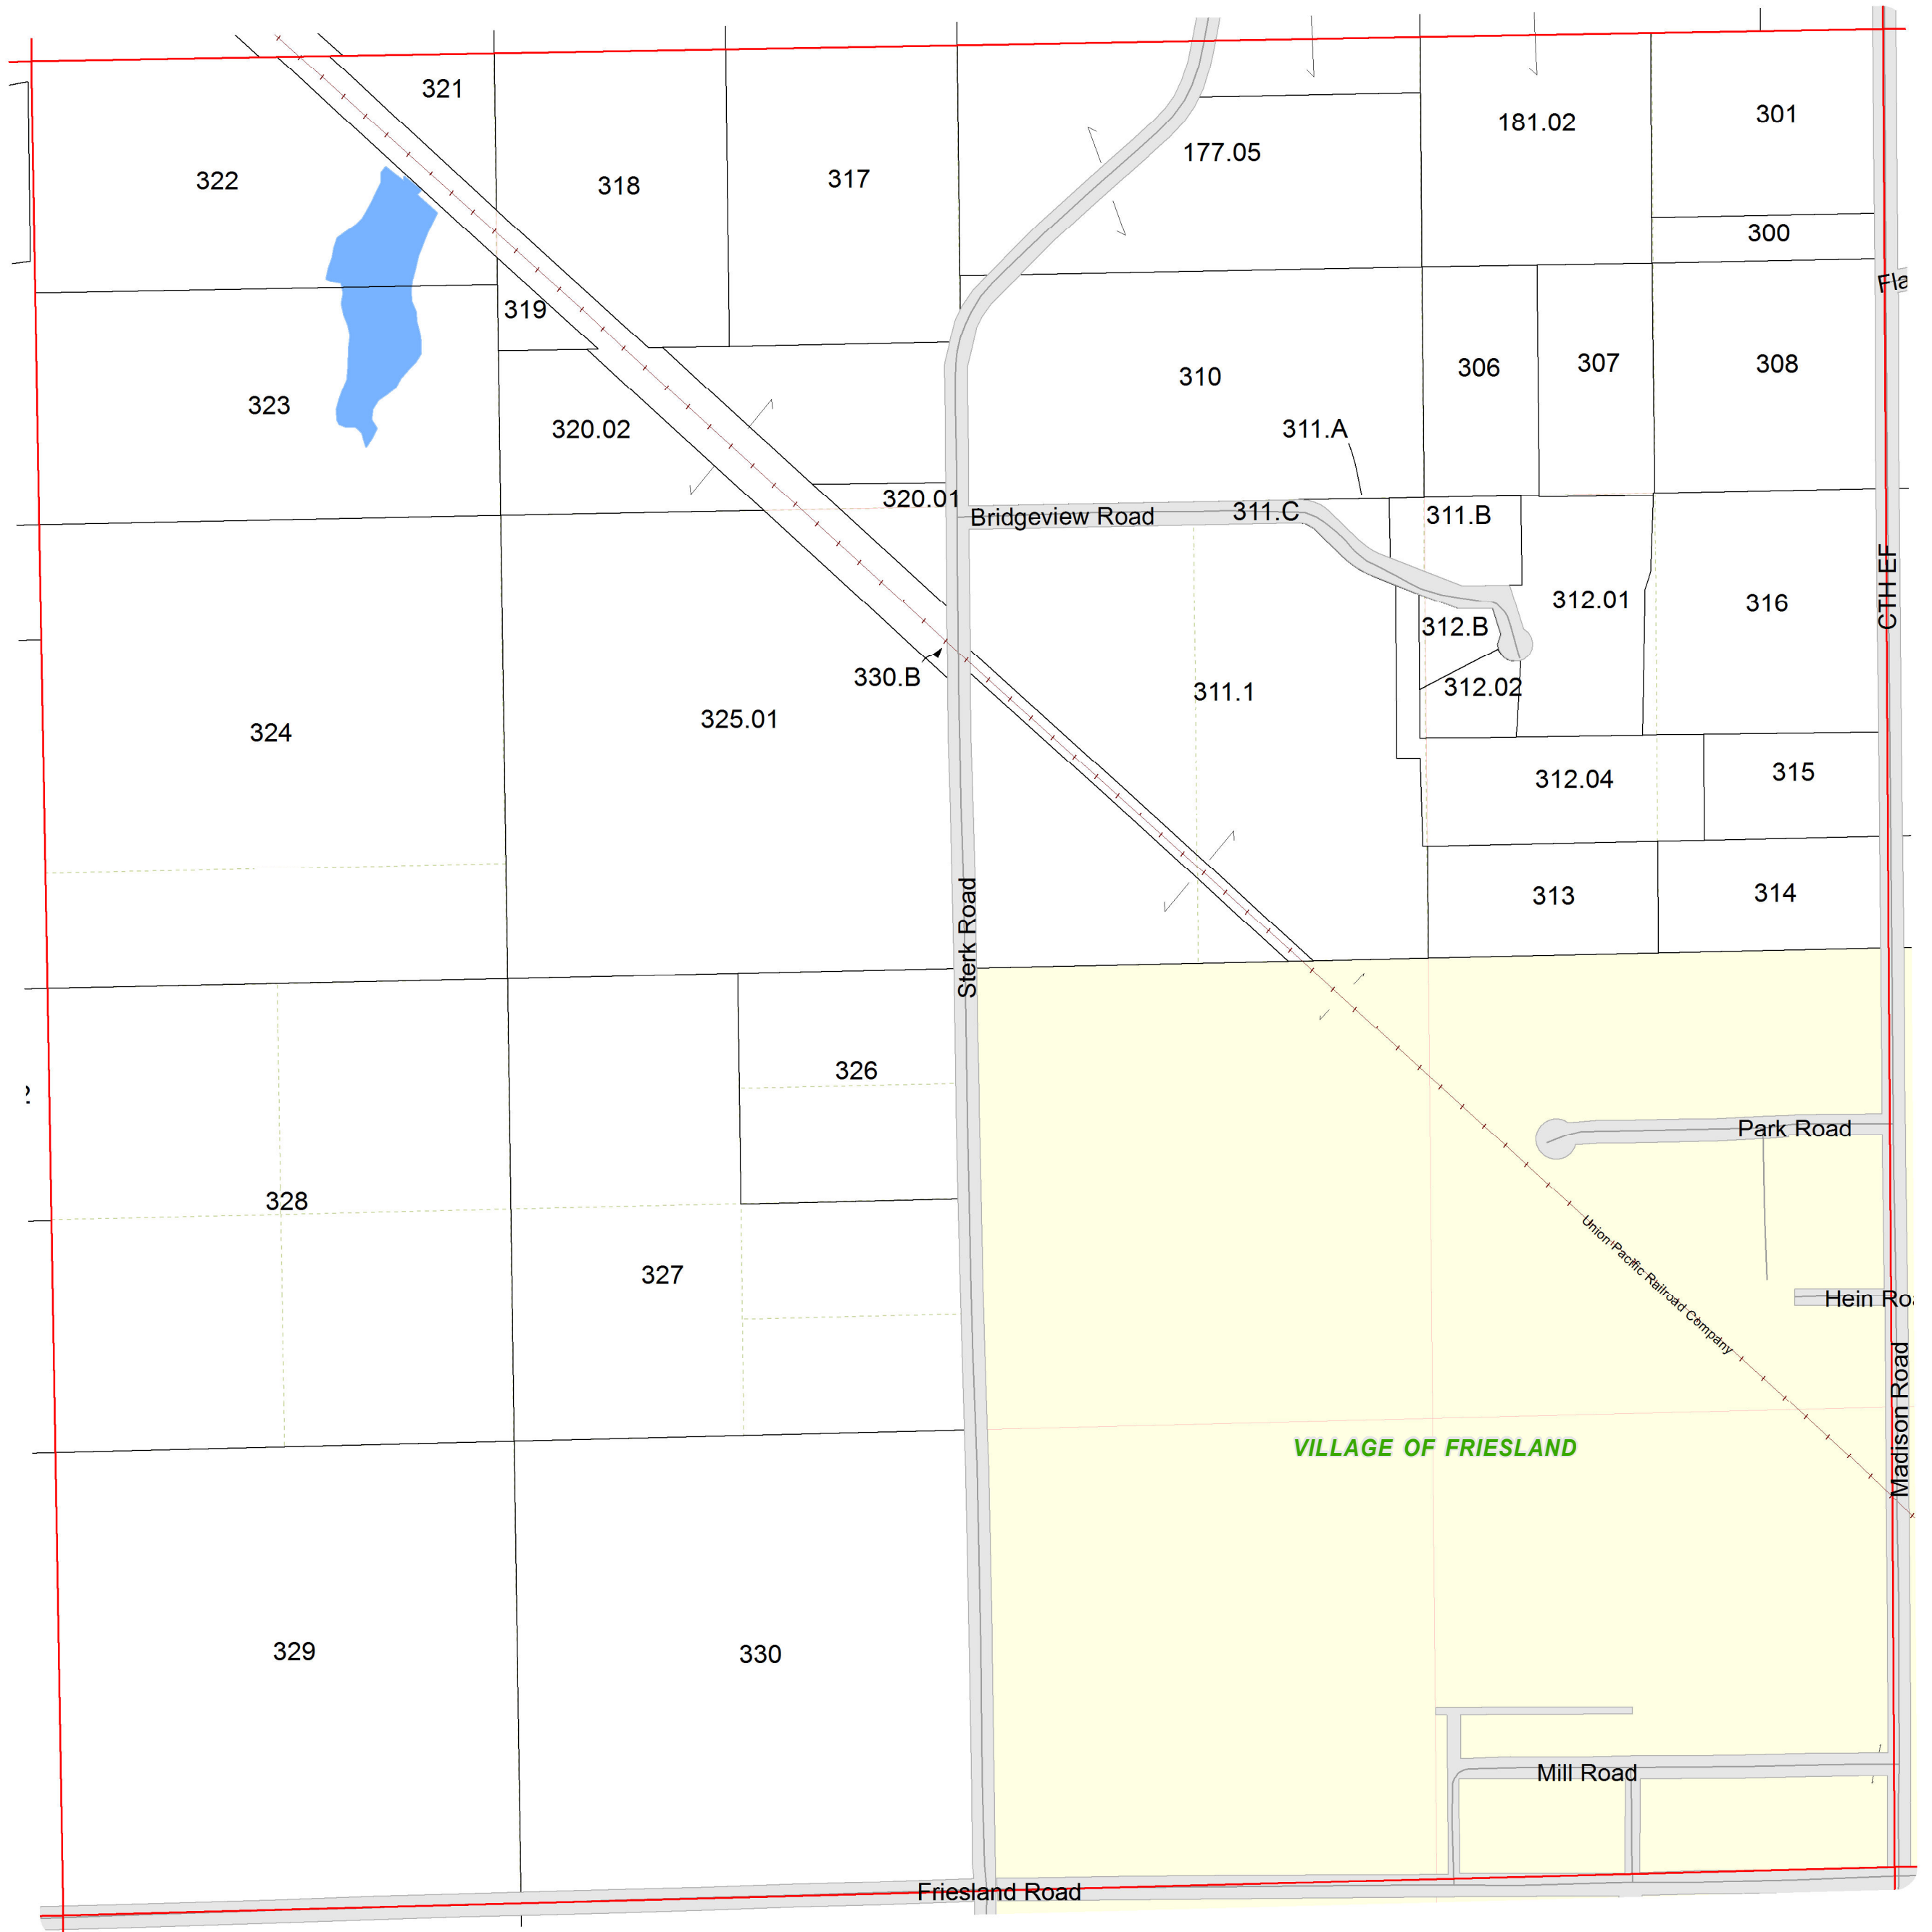 321
301
181.02
177.05
322
318
317
300
Fla
319
310
306
307
308
323
320.02
311.A
320.01
Bridgeview Road
311.C
311.B
CTH EF
312.01
316
312.B
330.B
312.02
311.1
325.01
324
312.04
315
313
314
Sterk Road
326
Park Road
328
327
Union Pacific Railroad Company
Hein Roa
Madison Road
VILLAGE OF FRIESLAND
329
330
Mill Road
Friesland Road